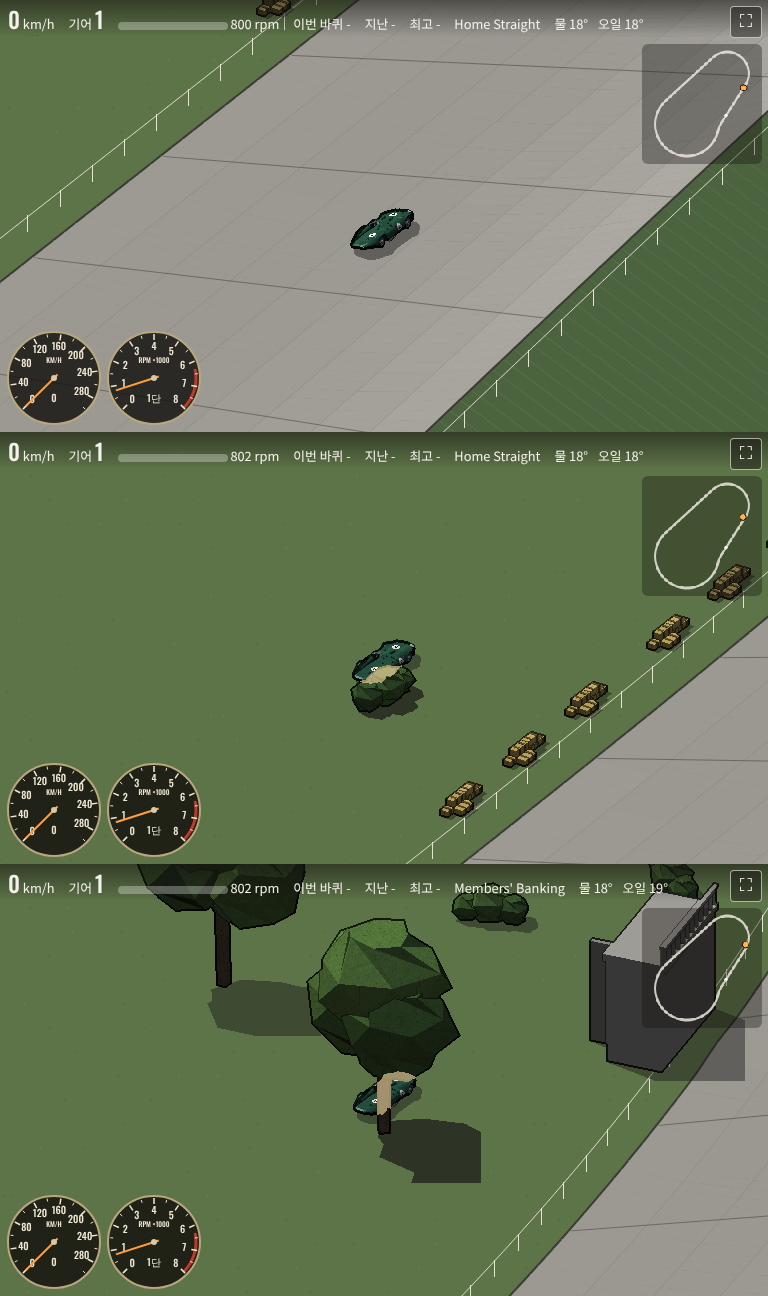 0 km/h 기어 1 800 rpm 이번 바퀴 - 지난 - 최고 - Home Straight 물 18° 오일 18°
0 40 80 120 160 200 240 280
KM/H
0
0 1 2 3 4 5 6 7 8
RPM ×1000
1단
0 km/h 기어 1 802 rpm 이번 바퀴 - 지난 - 최고 - Home Straight 물 18° 오일 18°
0 40 80 120 160 200 240 280
KM/H
0
0 1 2 3 4 5 6 7 8
RPM ×1000
1단
0 km/h 기어 1 802 rpm 이번 바퀴 - 지난 - 최고 - Members' Banking 물 18° 오일 19°
0 40 80 120 160 200 240 280
KM/H
0
0 1 2 3 4 5 6 7 8
RPM ×1000
1단